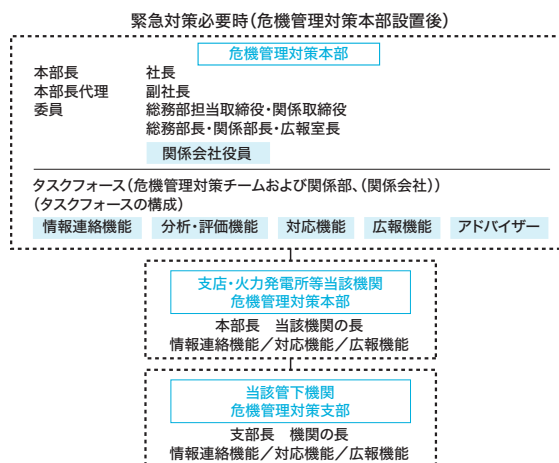 緊急対策必要時(危機管理対策本部設置後)
危機管理対策本部
本部長 社長
本部長代理 副社長
委員 総務部担当取締役・関係取締役
総務部長・関係部長・広報室長
関係会社役員
タスクフォース(危機管理対策チームおよび関係部、(関係会社))
(タスクフォースの構成)
情報連絡機能 分析・評価機能 対応機能 広報機能 アドバイザー
支店・火力発電所等当該機関
危機管理対策本部
本部長 当該機関の長
情報連絡機能／対応機能／広報機能
当該管下機関
危機管理対策支部
支部長 機関の長
情報連絡機能／対応機能／広報機能